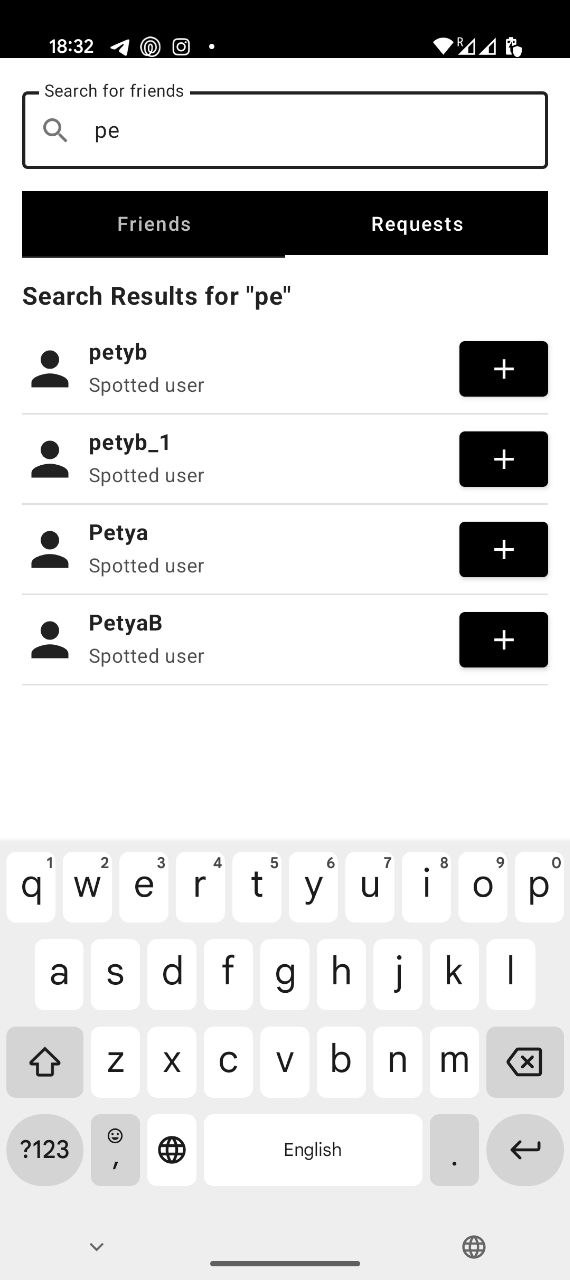 18:32
R
Search for friends
pe
Friends Requests
Search Results for "pe"
petyb
Spotted user
petyb_1
Spotted user
Petya
Spotted user
PetyaB
Spotted user
1 2 3 4 5 6 7 8 9 0
q w e r t y u i o p
a s d f g h j k l
z x c v b n m
?123 , English .